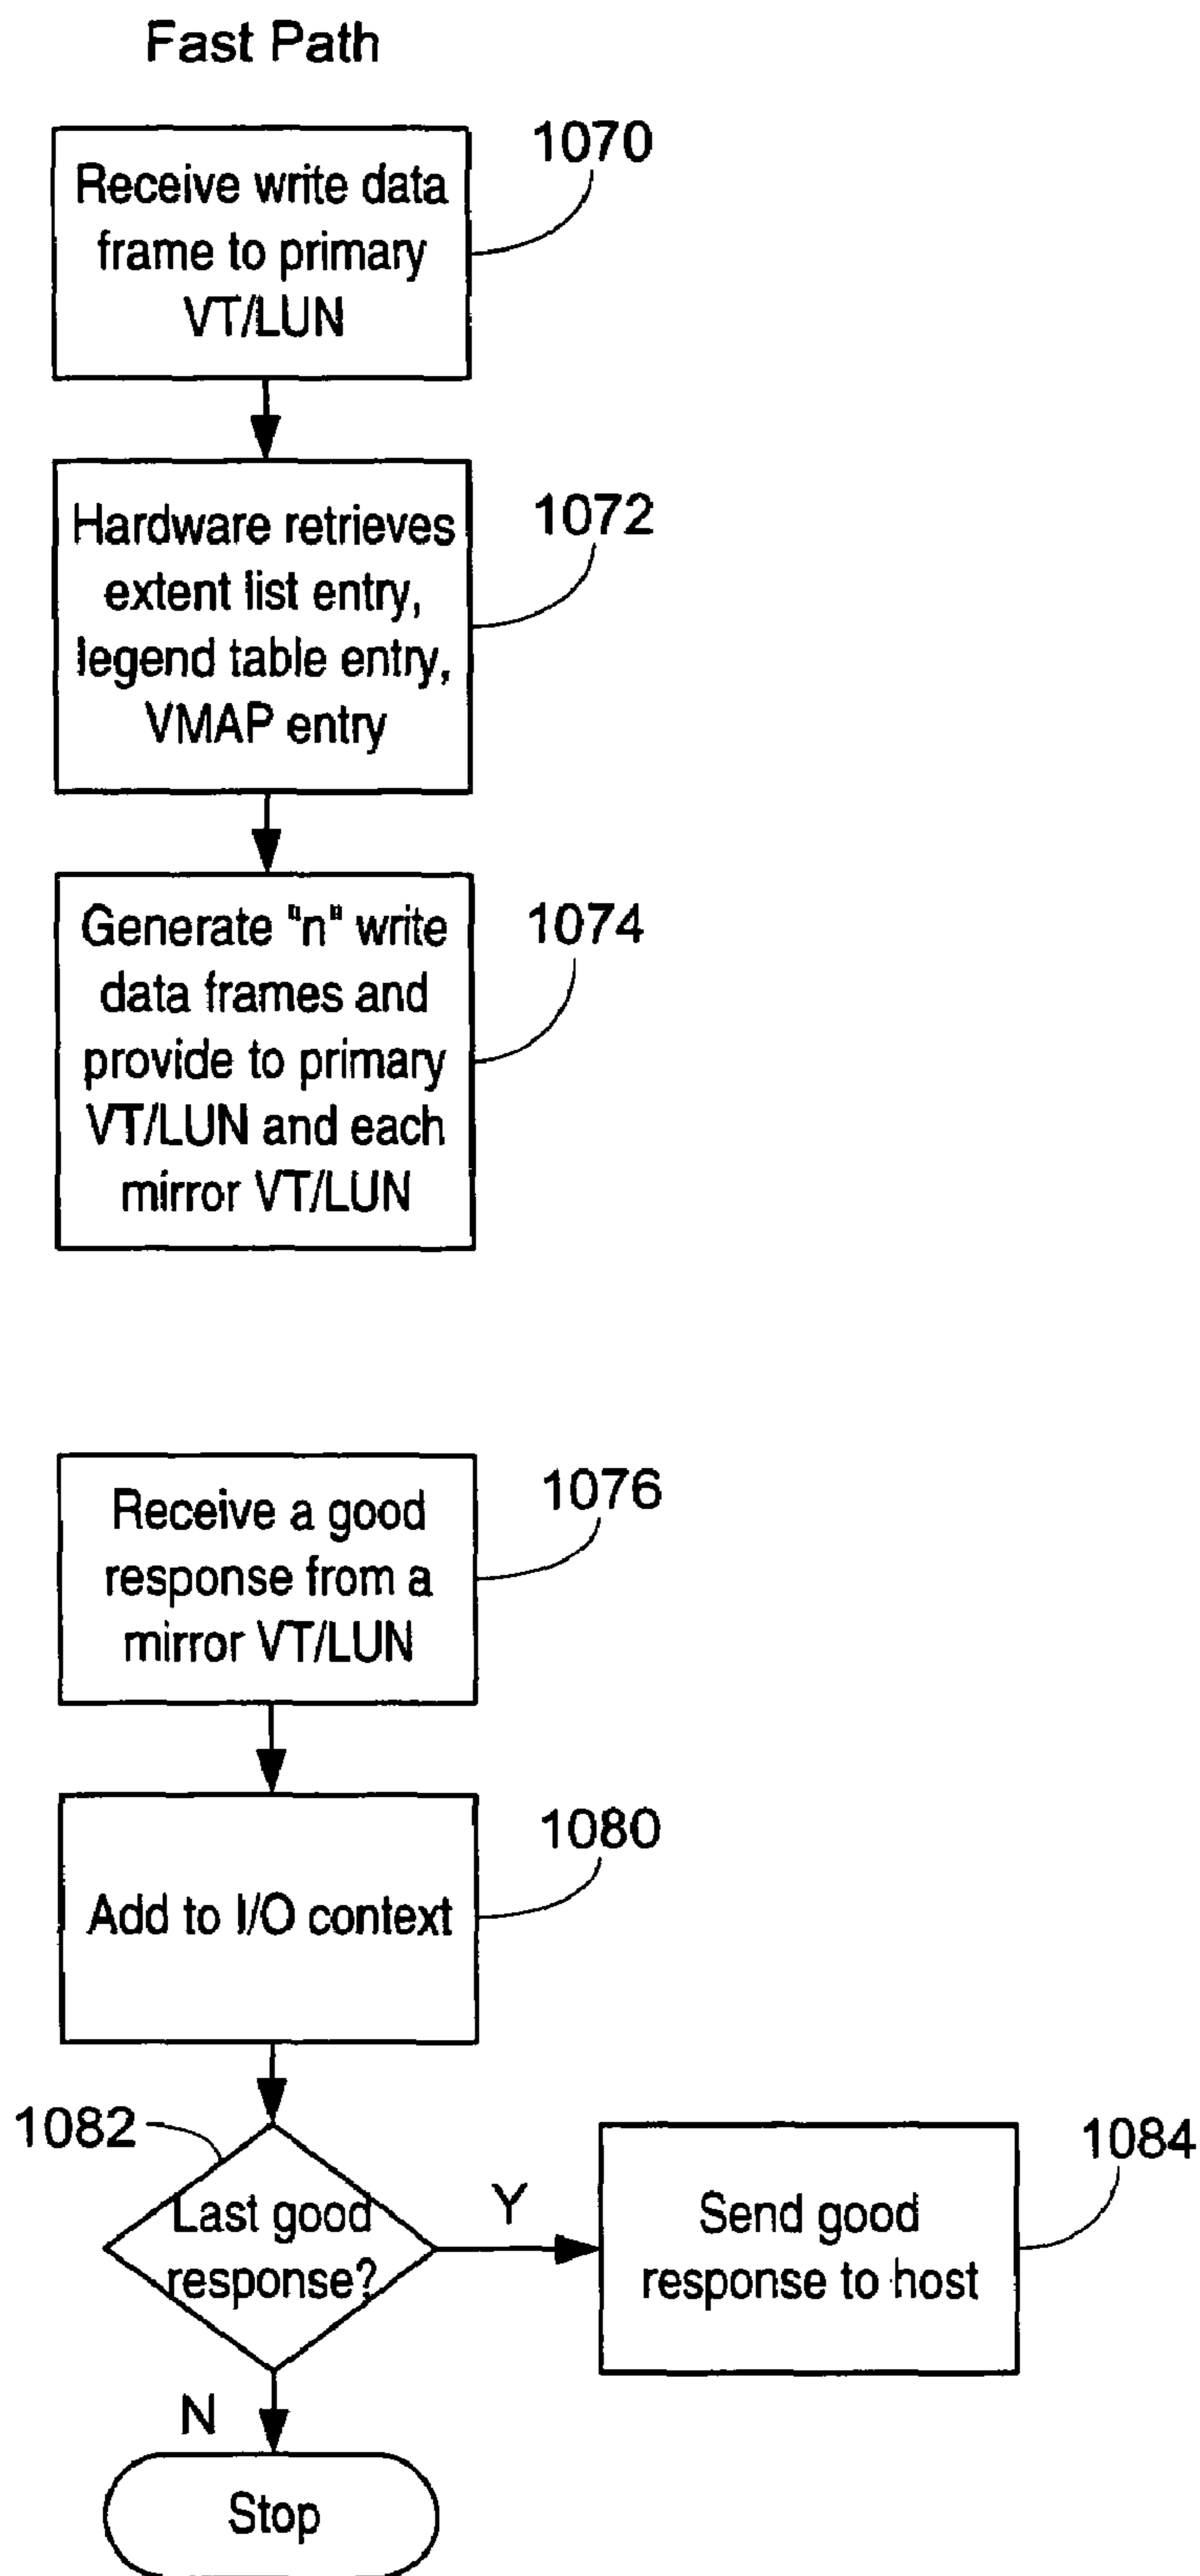 Fast Path
1070
Receive write data
frame to primary
VT/LUN
1072
Hardware retrieves
extent list entry,
legend table entry,
VMAP entry
1074
Generate "n" write
data frames and
provide to primary
VT/LUN and each
mirror VT/LUN
1076
Receive a good
response from a
mirror VT/LUN
1080
Add to I/O context
1082
Last good
response?
Y
1084
Send good
response to host
N
Stop